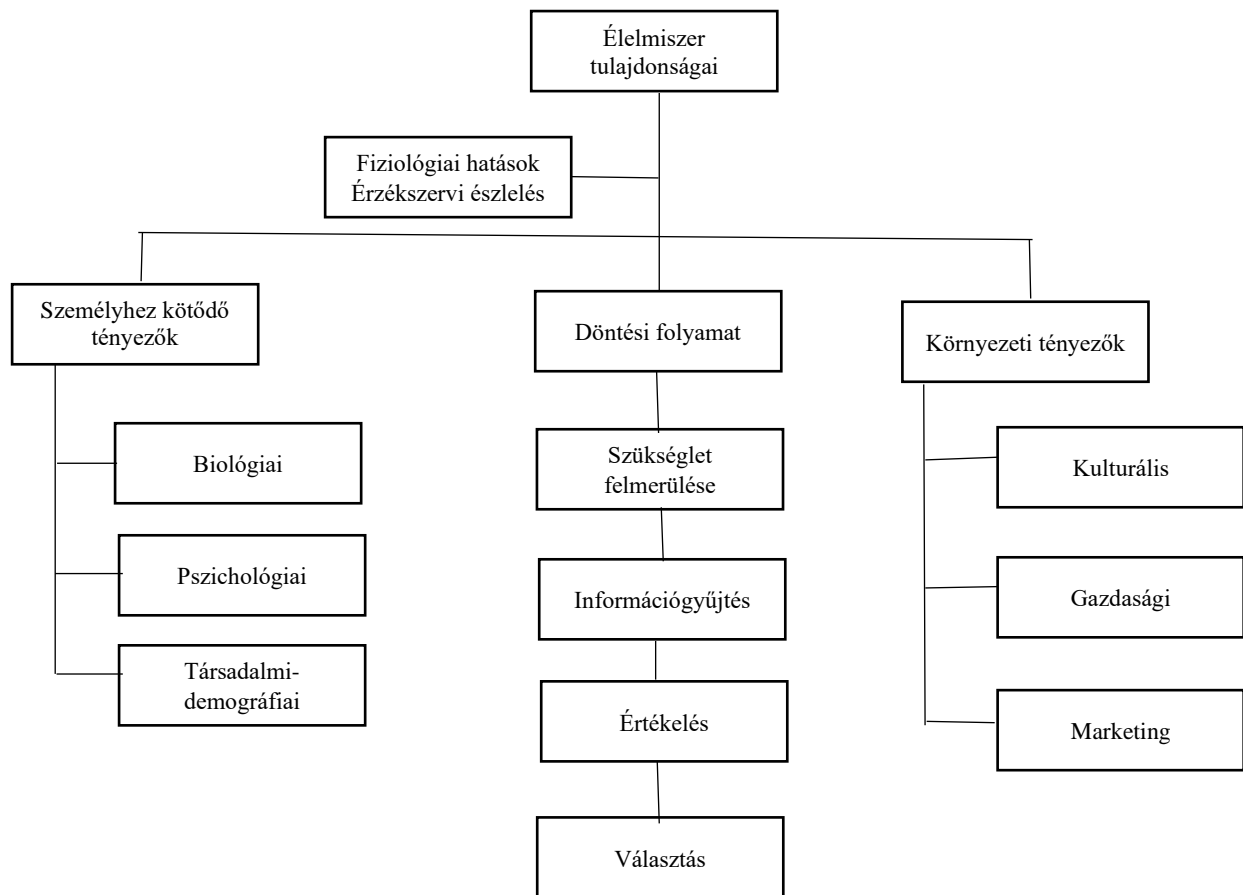 Élelmiszer
tulajdonságai
Fiziológiai hatások
Érzékszervi észlelés
Személyhez kötődő
tényezők
Biológiai
Pszichológiai
Társadalmi-
demográfiai
Döntési folyamat
Szükséglet
felmerülése
Információgyűjtés
Értékelés
Választás
Környezeti tényezők
Kulturális
Gazdasági
Marketing